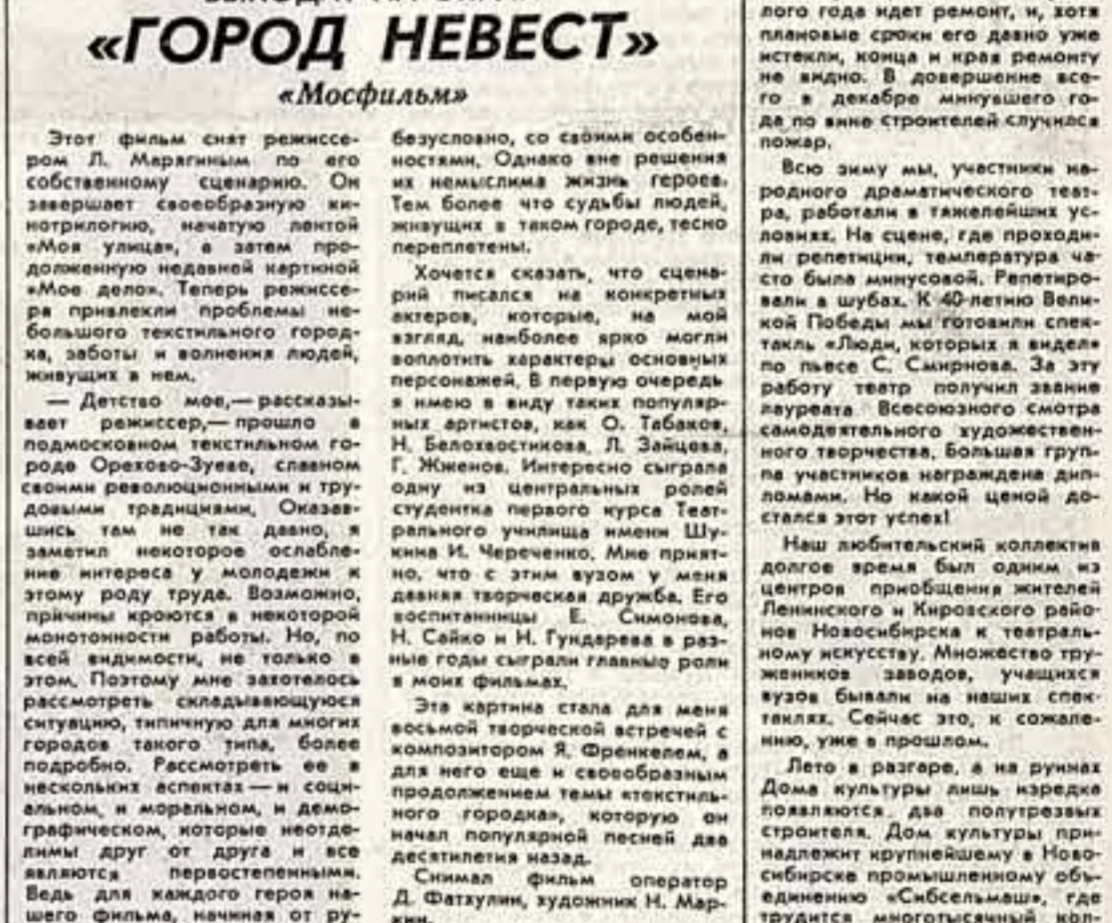 «ГОРОД НЕВЕСТ»
«Мосфильм»
Этот фильм снят режиссе-
ром Л. Марягиным по его
собственному сценарию. Он
завершает своеобразную ки-
нотрилогию, начатую лентой
«Моя улица», а затем про-
долженную недавней картиной
«Мое дело». Теперь режиссе-
ра привлекли проблемы не-
большого текстильного город-
ка, заботы и волнения людей,
живущих в нем.
— Детство мое,— рассказы-
вает режиссер,— прошло в
подмосковном текстильном го-
роде Орехово-Зуеве, славном
своими революционными и тру-
довыми традициями. Оказав-
шись там не так давно, я
заметил некоторое ослабле-
ние интереса у молодежи к
этому роду труда. Возможно,
причины кроются в некоторой
монотонности работы. Но, по
всей видимости, не только в
этом. Поэтому мне захотелось
рассмотреть складывающуюся
ситуацию, типичную для многих
городов такого типа, более
подробно. Рассмотреть ее в
нескольких аспектах — и соци-
альном, и моральном, и демо-
графическом, которые неотде-
лимы друг от друга и все
являются первостепенными.
Ведь для каждого героя на-
шего фильма, начиная от ру-
безусловно, со своими особен-
ностями. Однако вне решения
их немыслима жизнь героев.
Тем более что судьбы людей,
живущих в таком городе, тесно
переплетены.
Хочется сказать, что сцена-
рий писался на конкретных
актеров, которые, на мой
взгляд, наиболее ярко могли
воплотить характеры основных
персонажей. В первую очередь
я имею в виду таких популяр-
ных артистов, как О. Табаков,
Н. Белохвостикова, Л. Зайцева,
Г. Жженов. Интересно сыграла
одну из центральных ролей
студентка первого курса Теат-
рального училища имени Щу-
кина И. Череченко. Мне прият-
но, что с этим вузом у меня
давняя творческая дружба. Его
воспитанницы Е. Симонова,
Н. Сайко и Н. Гундарева в раз-
ные годы сыграли главные роли
в моих фильмах.
Эта картина стала для меня
восьмой творческой встречей с
композитором Я. Френкелем, а
для него еще и своеобразным
продолжением темы «текстиль-
ного городка», которую он
начал популярной песней два
десятилетия назад.
Снимал фильм оператор
Д. Фатхулин, художник Н. Мар-
кин.
лого года идет ремонт, и, хотя
плановые сроки его давно уже
истекли, конца и края ремонту
не видно. В довершение все-
го в декабре минувшего го-
да по вине строителей случился
пожар.
Всю зиму мы, участники на-
родного драматического теат-
ра, работали в тяжелейших ус-
ловиях. На сцене, где проходи-
ли репетиции, температура ча-
сто была минусовой. Репетиро-
вали в шубах. К 40-летию Вели-
кой Победы мы готовили спек-
такль «Люди, которых я видел»
по пьесе С. Смирнова. За эту
работу театр получил звание
лауреата Всесоюзного смотра
самодеятельного художествен-
ного творчества. Большая груп-
па участников награждена дип-
ломами. Но какой ценой до-
стался этот успех!
Наш любительский коллектив
долгое время был одним из
центров приобщения жителей
Ленинского и Кировского райо-
нов Новосибирска к театраль-
ному искусству. Множество тру-
жеников заводов, учащихся
вузов бывали на наших спек-
таклях. Сейчас это, к сожале-
нию, уже в прошлом.
Лето в разгаре, а на руинах
Дома культуры лишь изредка
появляются два полутрезвых
строителя. Дом культуры при-
надлежит крупнейшему в Ново-
сибирске промышленному объ-
единению «Сибсельмаш», где
трудится многотысячный кол-